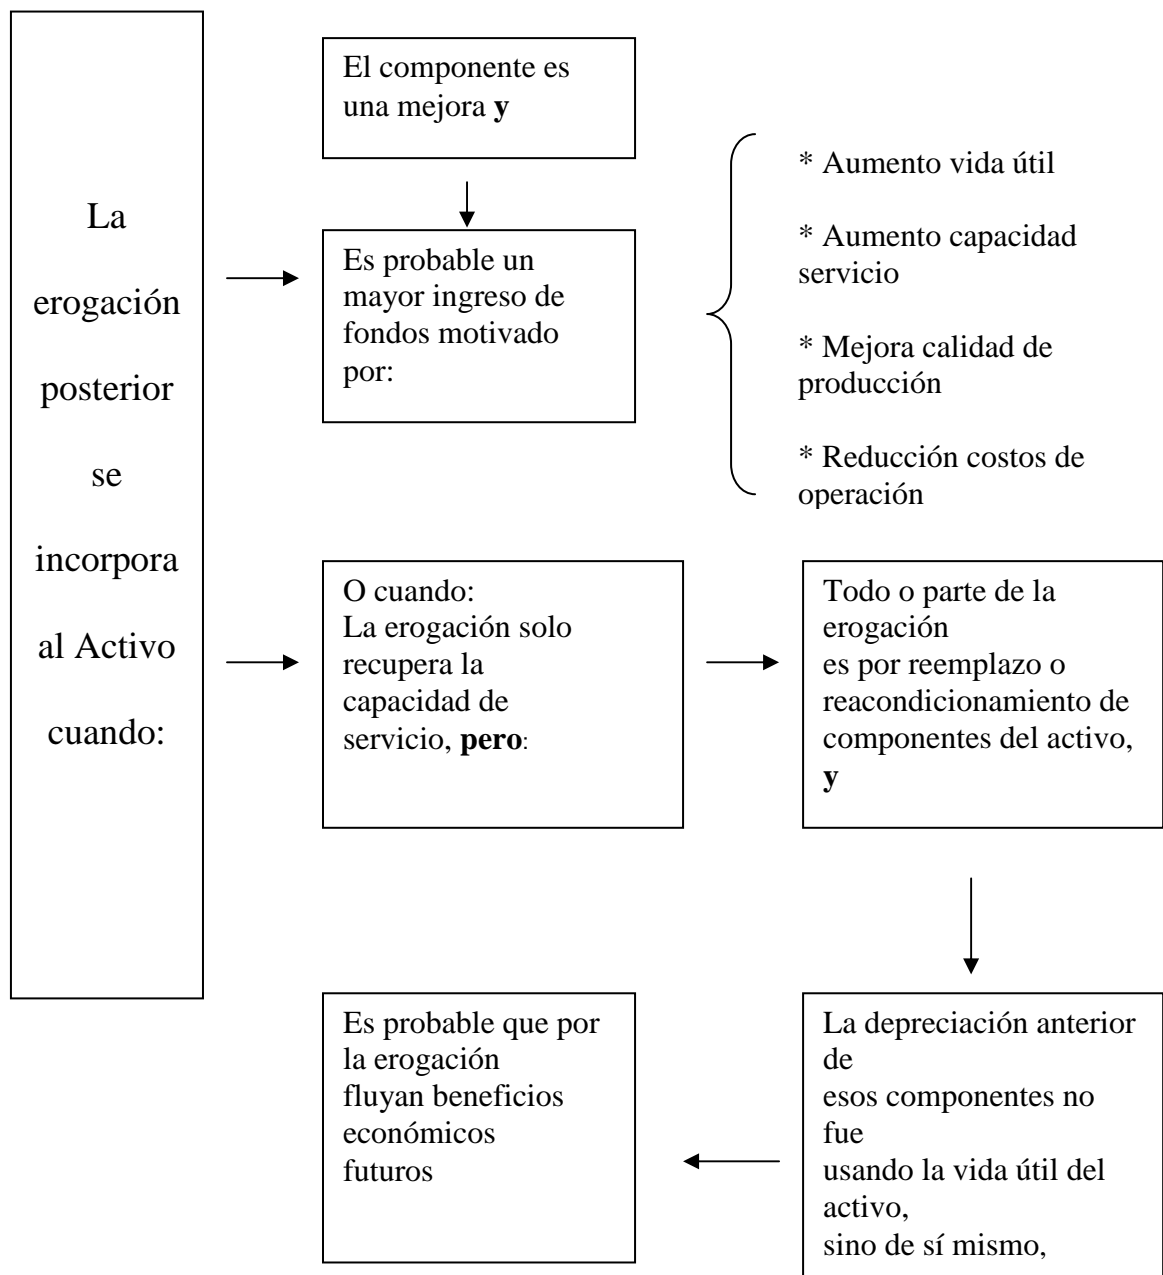 La
erogación
posterior
se
incorpora
al Activo
cuando:
El componente es
una mejora y
Es probable un
mayor ingreso de
fondos motivado
por:
* Aumento vida útil
* Aumento capacidad
servicio
* Mejora calidad de
producción
* Reducción costos de
operación
O cuando:
La erogación solo
recupera la
capacidad de
servicio, pero:
Todo o parte de la
erogación
es por reemplazo o
reacondicionamiento de
componentes del activo,
y
La depreciación anterior
de
esos componentes no
fue
usando la vida útil del
activo,
sino de sí mismo,
Es probable que por
la erogación
fluyan beneficios
económicos
futuros